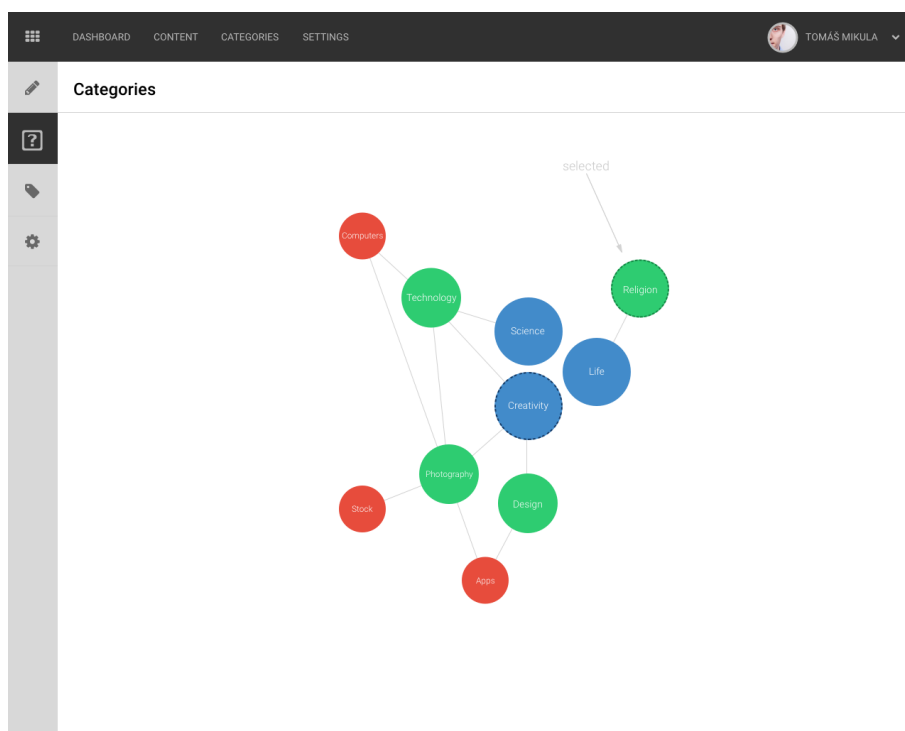 DASHBOARD CONTENT CATEGORIES SETTINGS TOMÁŠ MIKULA
Categories
?
selected
Computers
Religion
Technology
Science
Life
Creativity
Photography
Design
Stock
Apps